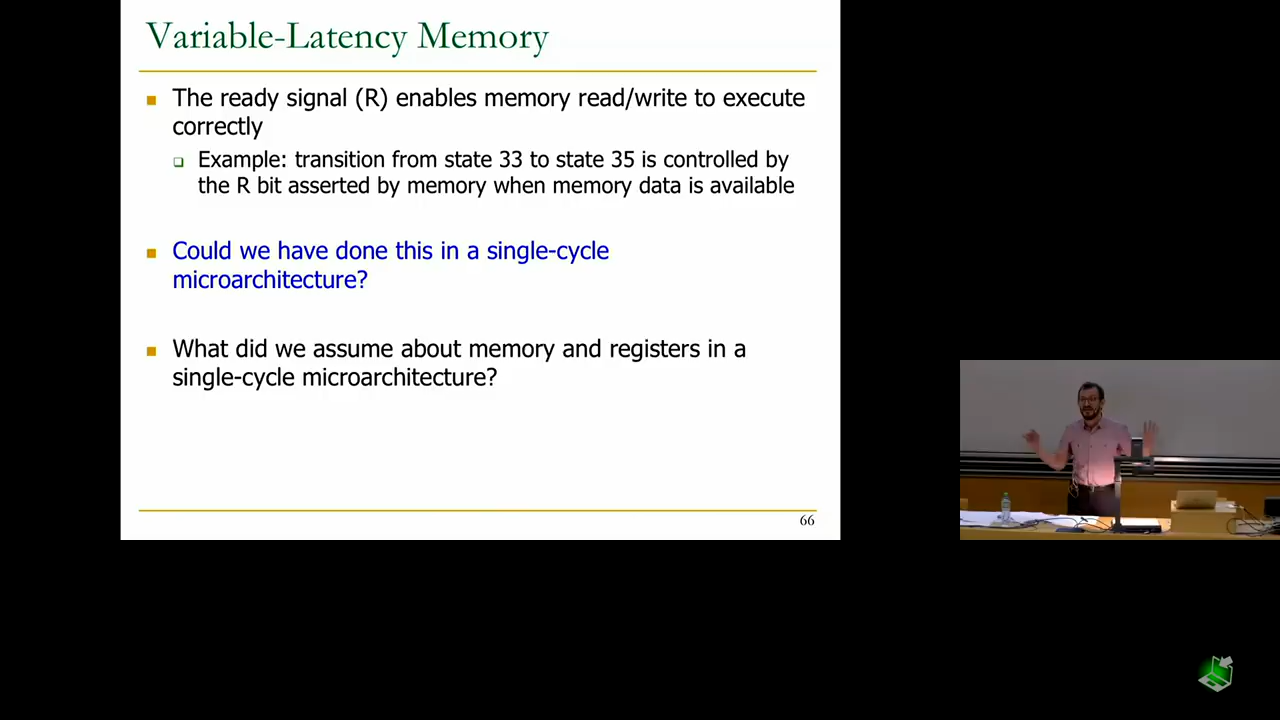 Variable-Latency Memory
The ready signal (R) enables memory read/write to execute
correctly
Example: transition from state 33 to state 35 is controlled by
the R bit asserted by memory when memory data is available
Could we have done this in a single-cycle
microarchitecture?
What did we assume about memory and registers in a
single-cycle microarchitecture?
66